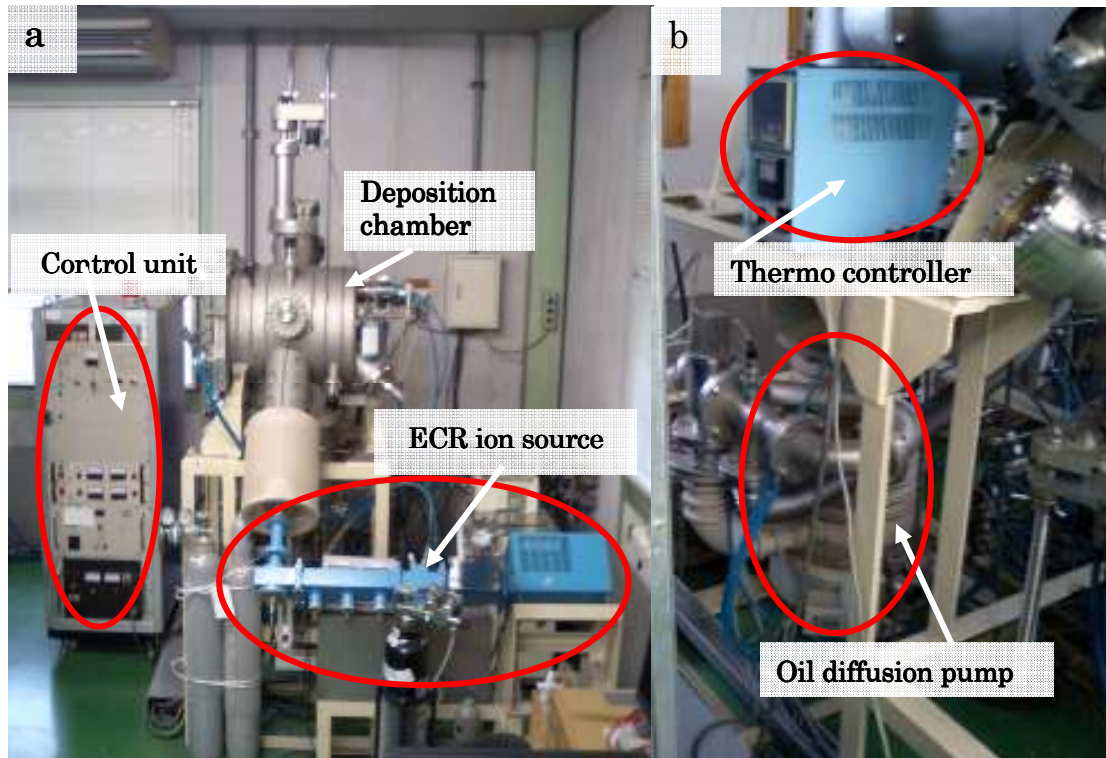 a
b
Deposition
chamber
Control unit
Thermo controller
ECR ion source
Oil diffusion pump